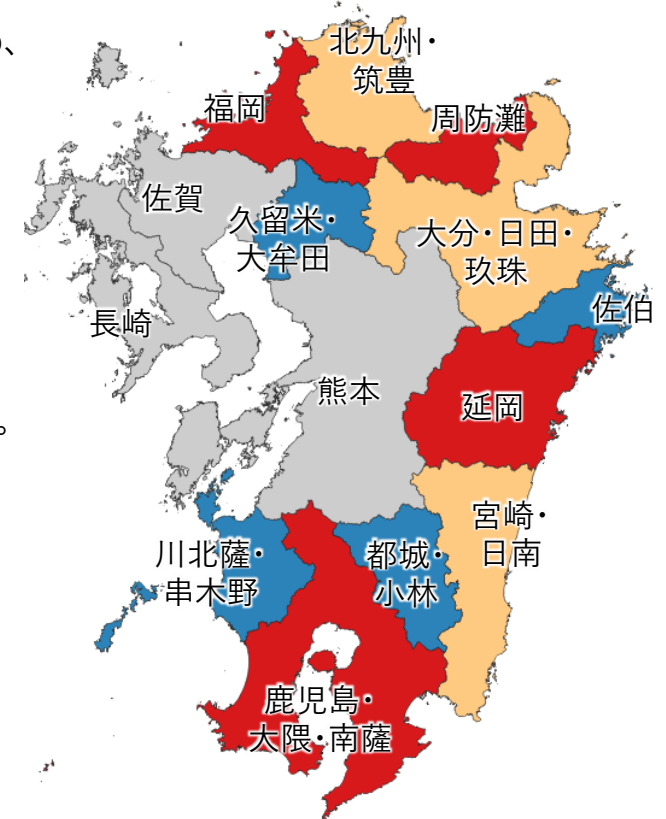 の、
北九州・
筑豊
福岡
周防灘
佐賀
久留米・
大牟田
大分・日田・
玖珠
佐伯
長崎
熊本
延岡
。
宮崎・
日南
川北薩・
串木野
都城・
小林
鹿児島・
大隈・南薩